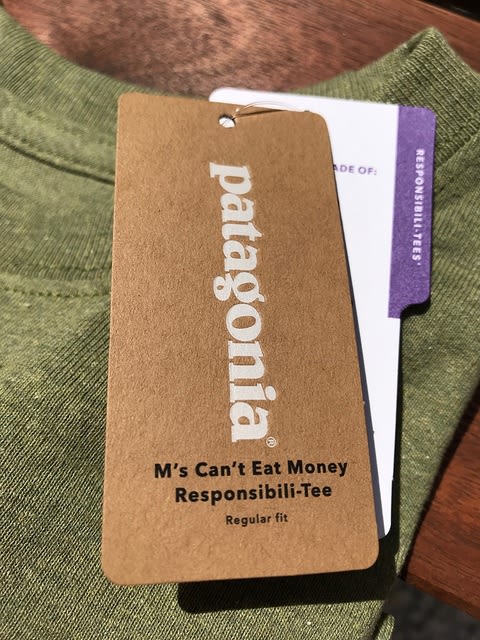 patagonia®
M's Can't Eat Money
Responsibili-Tee
Regular fit
ADE OF:
RESPONSIBILI-TEES®